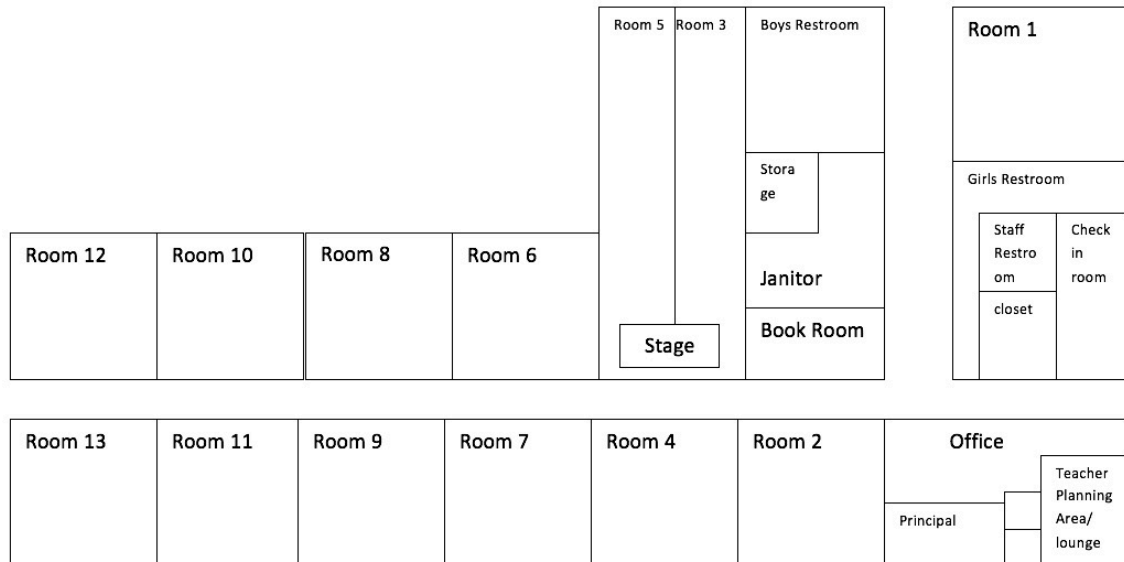 Room 5
Room 3
Boys Restroom
Room 1
Stora
ge
Girls Restroom
Staff
Restro
om
Check
in
room
Room 12
Room 10
Room 8
Room 6
Janitor
closet
Book Room
Stage
Room 13
Room 11
Room 9
Room 7
Room 4
Room 2
Office
Teacher
Planning
Area/
lounge
Principal